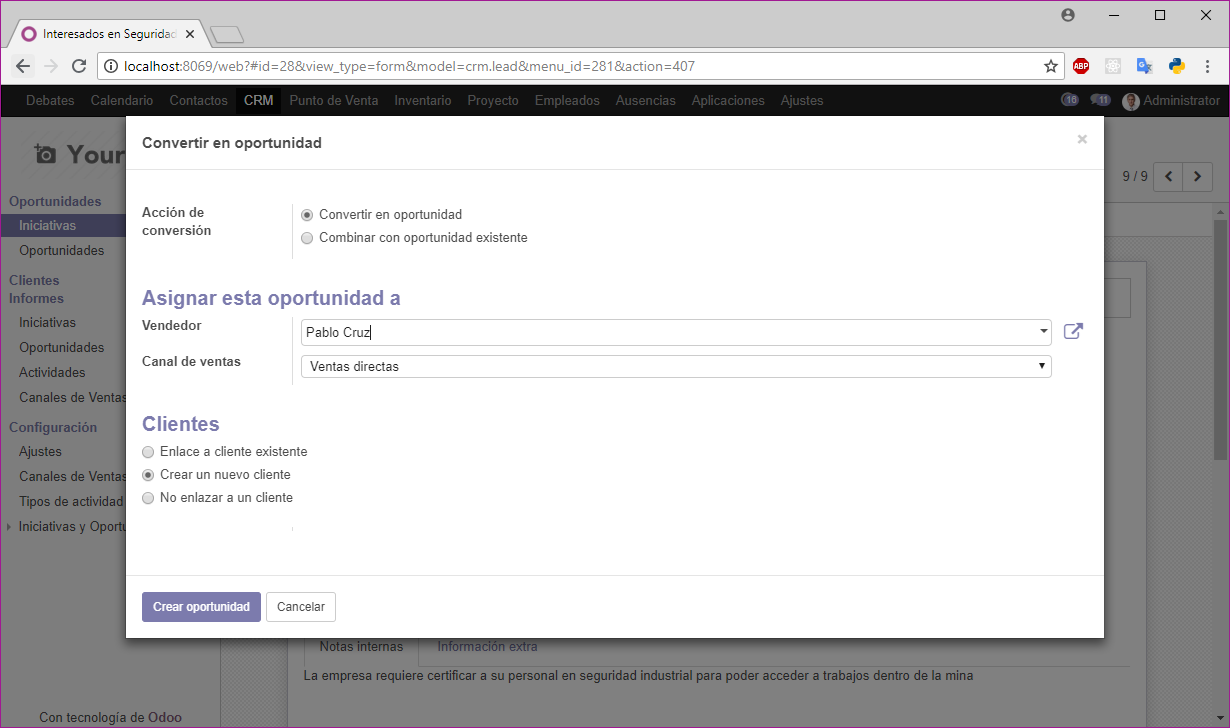 Interesados en Seguridad
localhost:8069/web?#id=28&view_type=form&model=crm.lead&menu_id=281&action=407
ABP
Debates Calendario Contactos CRM Punto de Venta Inventario Proyecto Empleados Ausencias Aplicaciones Ajustes 16 11 Administrator
Convertir en oportunidad ×
Your
9 / 9
Oportunidades
Iniciativas
Oportunidades
Clientes
Informes
Iniciativas
Oportunidades
Actividades
Canales de Ventas
Configuración
Ajustes
Canales de Ventas
Tipos de actividad
Iniciativas y Oportu
Acción de
conversión
Convertir en oportunidad
Combinar con oportunidad existente
Asignar esta oportunidad a
Vendedor
Pablo Cruz
Canal de ventas
Ventas directas
Clientes
Enlace a cliente existente
Crear un nuevo cliente
No enlazar a un cliente
Crear oportunidad Cancelar
Notas internas Información extra
La empresa requiere certificar a su personal en seguridad industrial para poder acceder a trabajos dentro de la mina
Con tecnología de Odoo